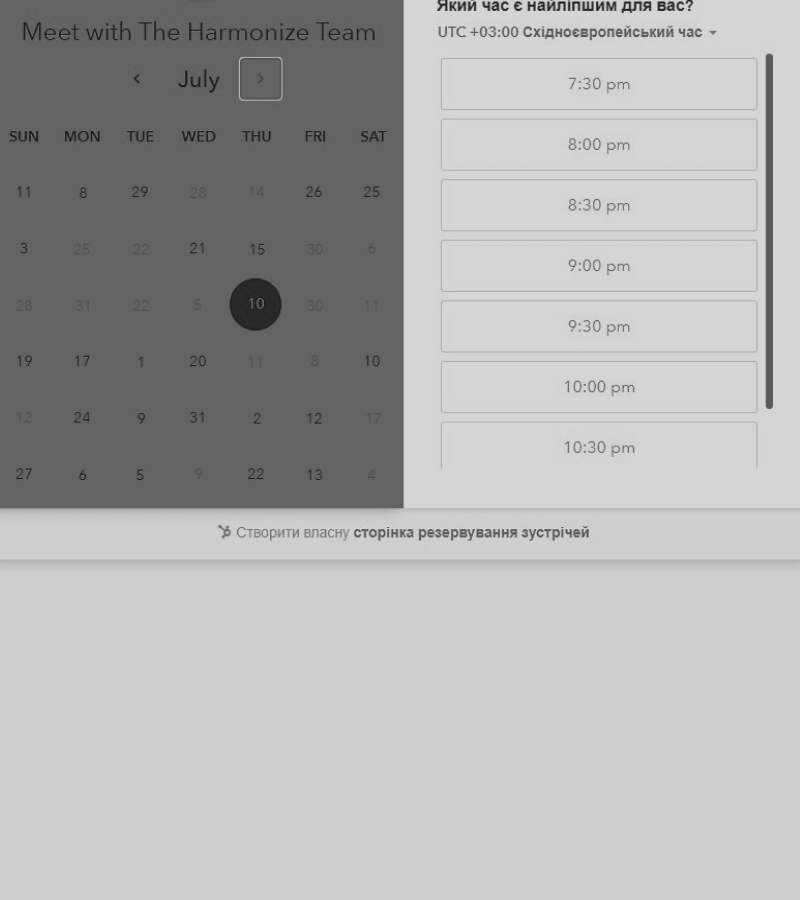 Meet with The Harmonize Team
July
SUN MON TUE WED THU FRI SAT
11 8 29 28 14 26 25
3 25 22 21 15 30 6
28 31 22 5 10 30 11
19 17 1 20 11 8 10
12 24 9 31 2 12 17
27 6 5 9 22 13 4
Який час є найліпшим для вас?
UTC +03:00 Східноєвропейський час
7:30 pm
8:00 pm
8:30 pm
9:00 pm
9:30 pm
10:00 pm
10:30 pm
Створити власну сторінка резервування зустрічей